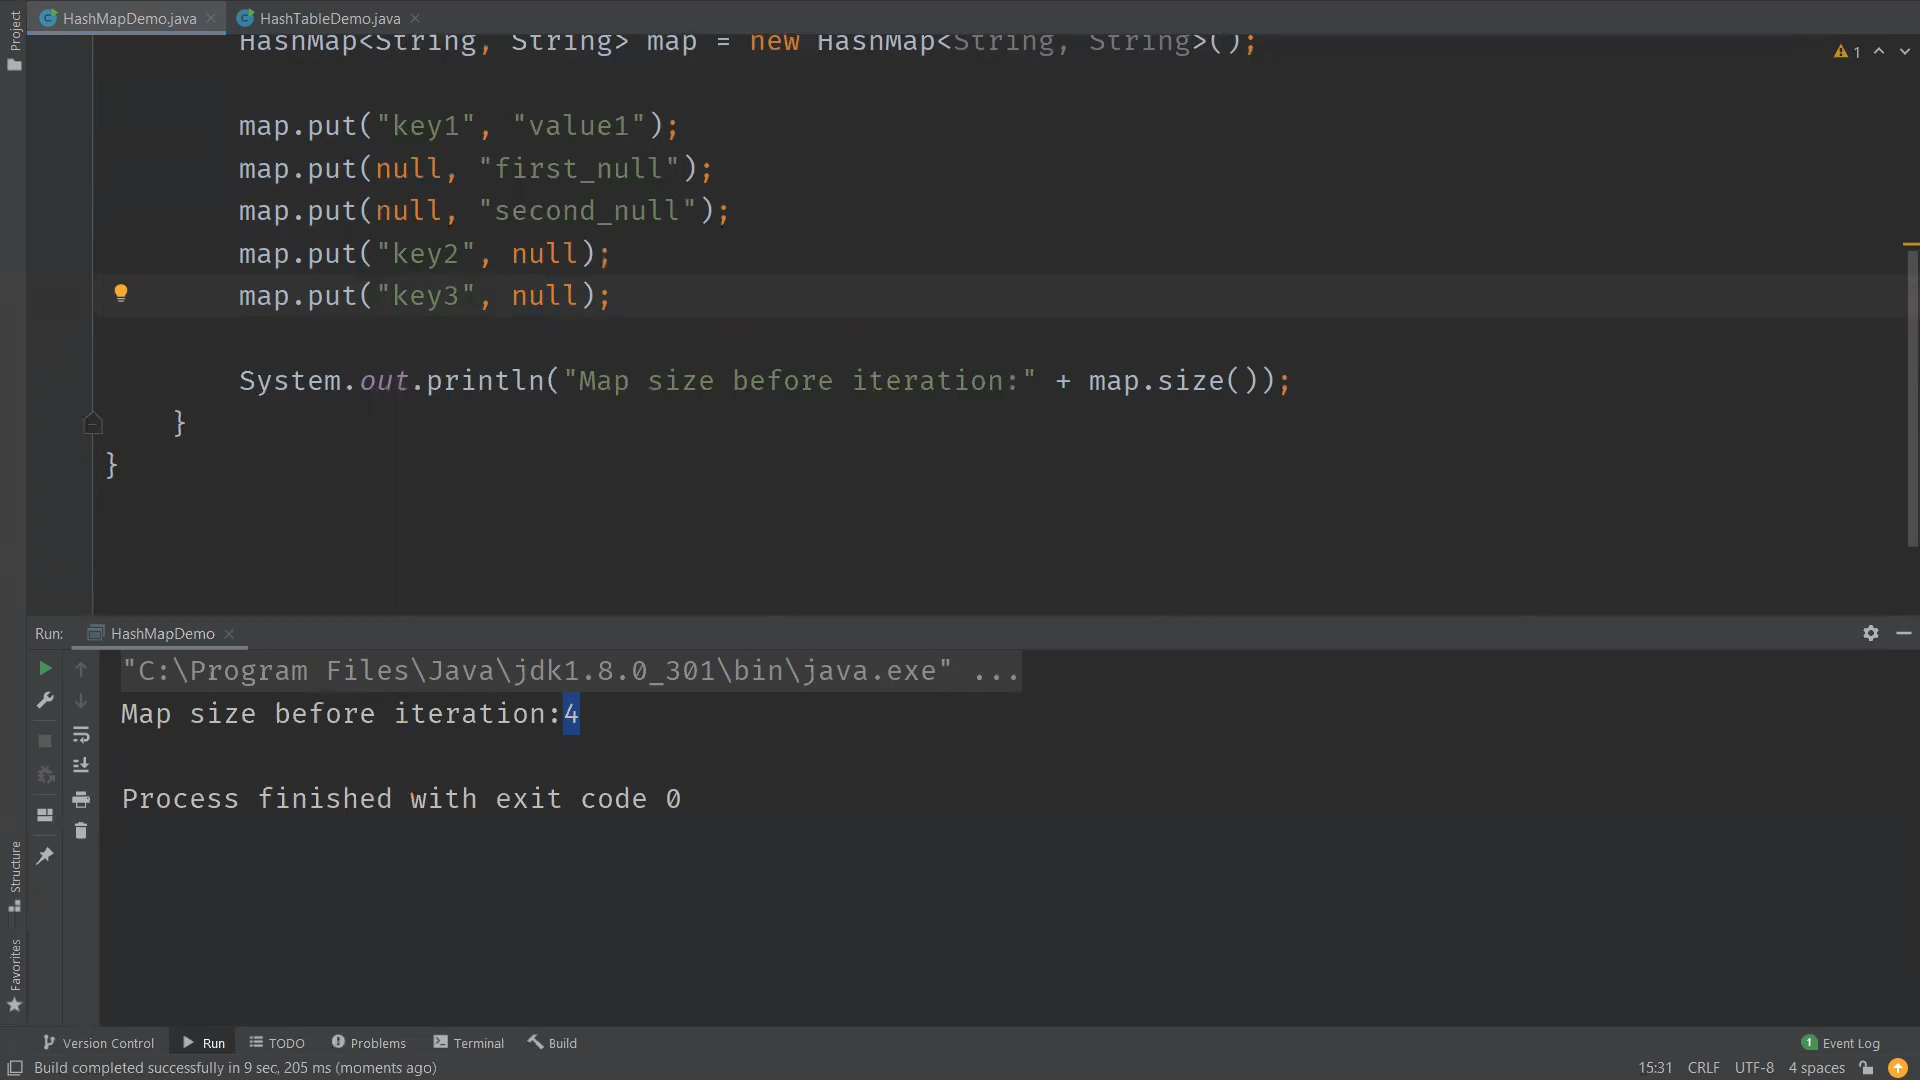 Project
HashMapDemo.java
HashTableDemo.java
HashMap<String, String> map = new HashMap<String, String>();
1
map.put("key1", "value1");
map.put(null, "first_null");
map.put(null, "second_null");
map.put("key2", null);
map.put("key3", null);
System.out.println("Map size before iteration:" + map.size());
}
}
Run:
HashMapDemo
"C:\Program Files\Java\jdk1.8.0_301\bin\java.exe" ...
Map size before iteration:4
Process finished with exit code 0
Structure
Favorites
Version Control
Run
TODO
Problems
Terminal
Build
1 Event Log
Build completed successfully in 9 sec, 205 ms (moments ago)
15:31 CRLF UTF-8 4 spaces